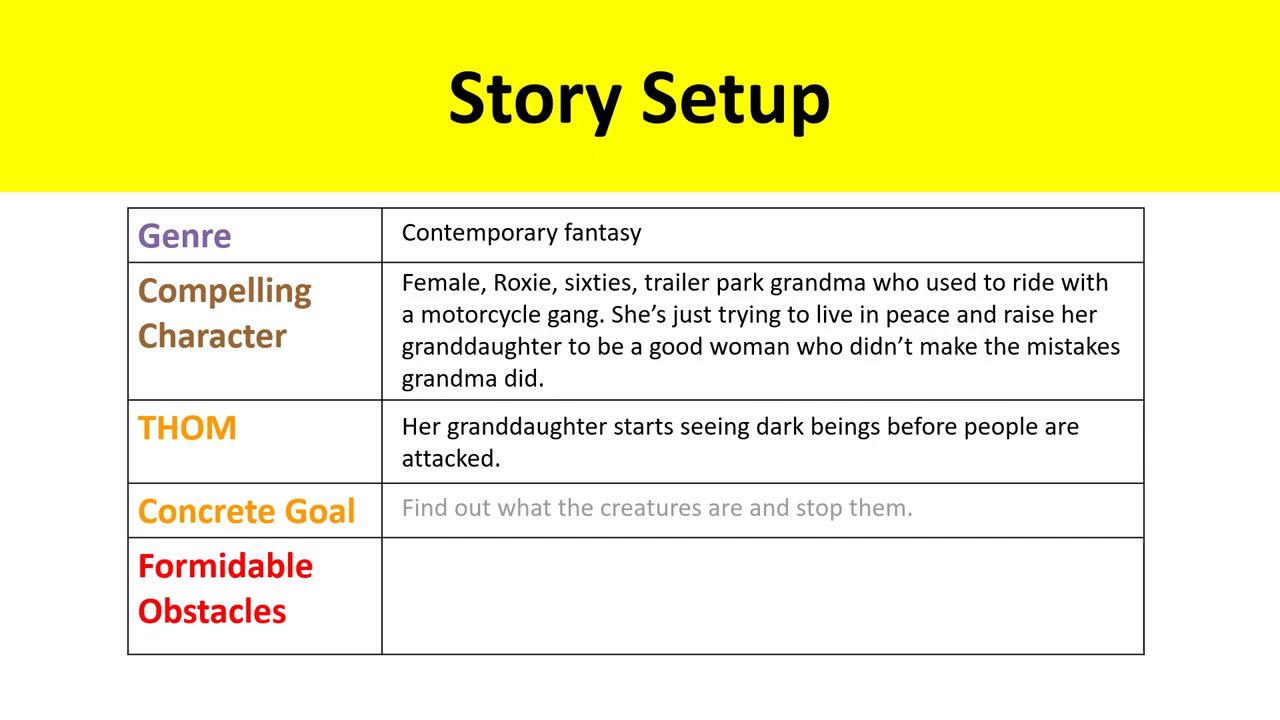 Story Setup
Genre
Contemporary fantasy
Compelling
Character
Female, Roxie, sixties, trailer park grandma who used to ride with
a motorcycle gang. She’s just trying to live in peace and raise her
granddaughter to be a good woman who didn’t make the mistakes
grandma did.
THOM
Her granddaughter starts seeing dark beings before people are
attacked.
Concrete Goal
Find out what the creatures are and stop them.
Formidable
Obstacles